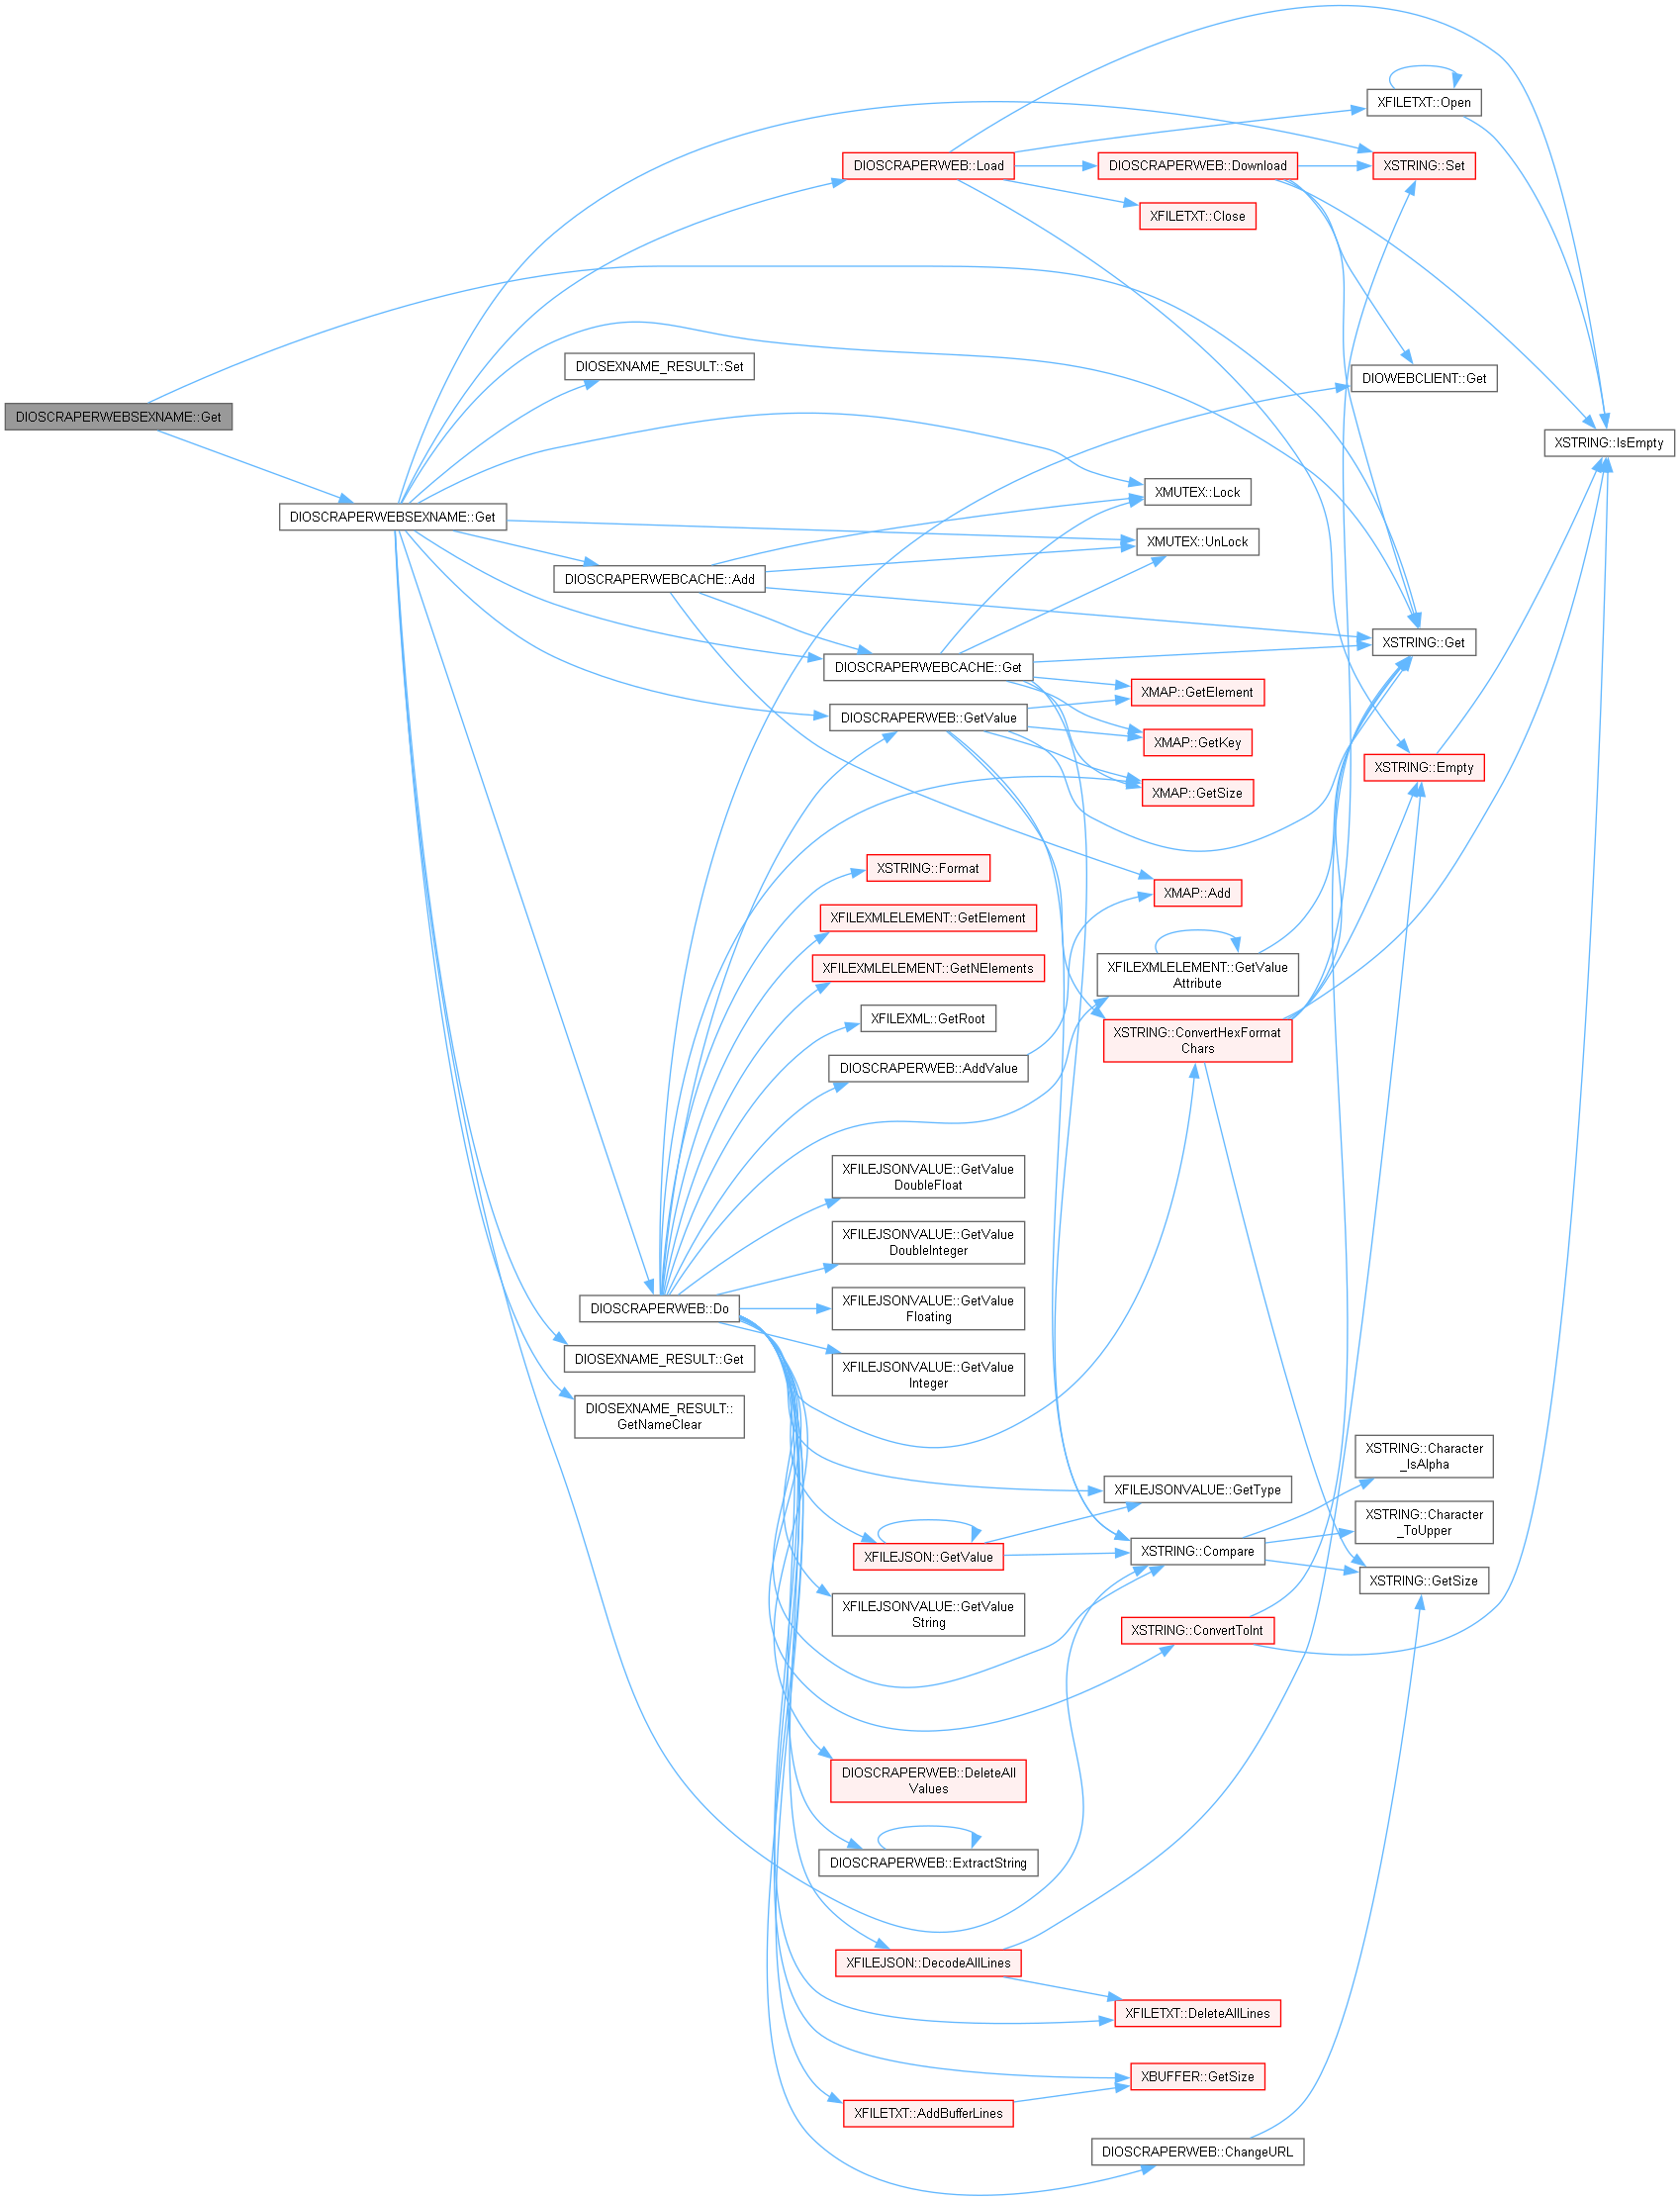 XFILETXT::Open
DIOSCRAPERWEB::Load
DIOSCRAPERWEB::Download
XSTRING::Set
XFILETXT::Close
DIOSEXNAME_RESULT::Set
DIOWEBCLIENT::Get
DIOSCRAPERWEBSEXNAME::Get
XSTRING::IsEmpty
XMUTEX::Lock
DIOSCRAPERWEBSEXNAME::Get
XMUTEX::UnLock
DIOSCRAPERWEBCACHE::Add
XSTRING::Get
DIOSCRAPERWEBCACHE::Get
XMAP::GetElement
DIOSCRAPERWEB::GetValue
XMAP::GetKey
XSTRING::Empty
XMAP::GetSize
XSTRING::Format
XMAP::Add
XFILEXMLELEMENT::GetElement
XFILEXMLELEMENT::GetNElements
XFILEXMLELEMENT::GetValue
Attribute
XFILEXML::GetRoot
XSTRING::ConvertHexFormat
Chars
DIOSCRAPERWEB::AddValue
XFILEJSONVALUE::GetValue
DoubleFloat
XFILEJSONVALUE::GetValue
DoubleInteger
DIOSCRAPERWEB::Do
XFILEJSONVALUE::GetValue
Floating
DIOSEXNAME_RESULT::Get
XFILEJSONVALUE::GetValue
Integer
DIOSEXNAME_RESULT::
GetNameClear
XSTRING::Character
_IsAlpha
XFILEJSONVALUE::GetType
XSTRING::Character
_ToUpper
XFILEJSON::GetValue
XSTRING::Compare
XSTRING::GetSize
XFILEJSONVALUE::GetValue
String
XSTRING::ConvertToInt
DIOSCRAPERWEB::DeleteAll
Values
DIOSCRAPERWEB::ExtractString
XFILEJSON::DecodeAllLines
XFILETXT::DeleteAllLines
XBUFFER::GetSize
XFILETXT::AddBufferLines
DIOSCRAPERWEB::ChangeURL